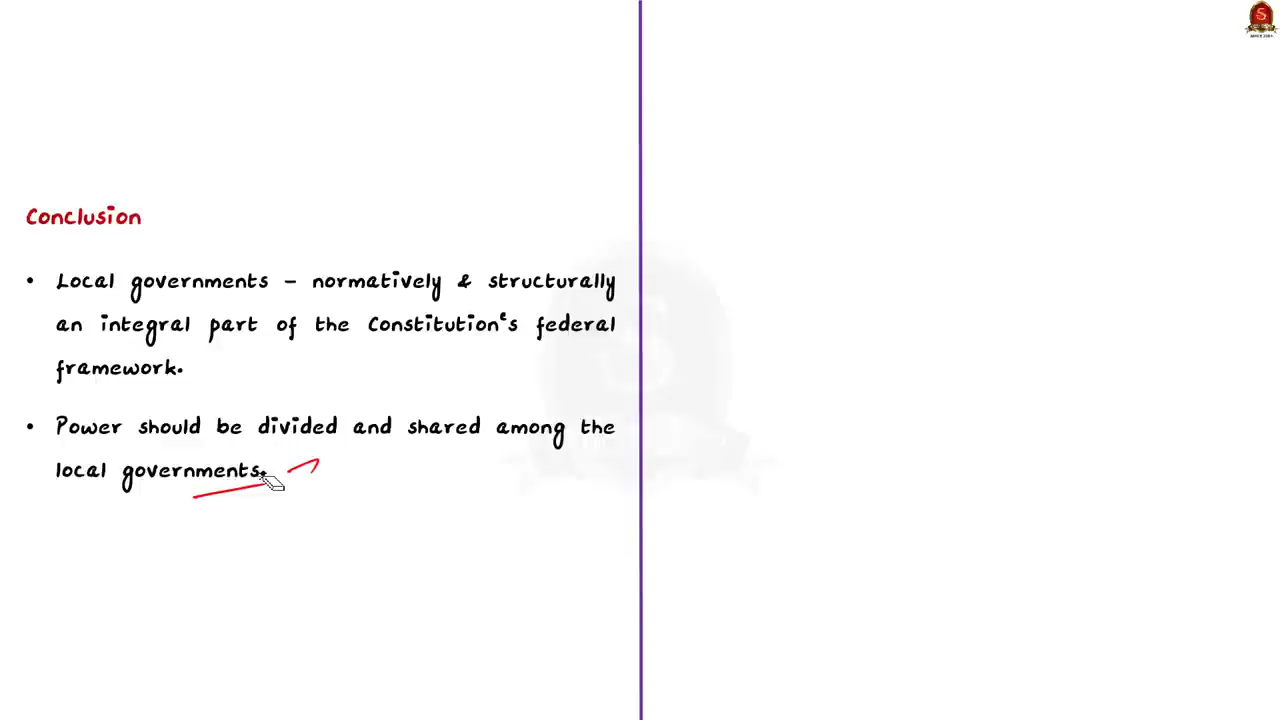 Conclusion
• Local governments – normatively & structurally
an integral part of the Constitution's federal
framework.
• Power should be divided and shared among the
local governments.